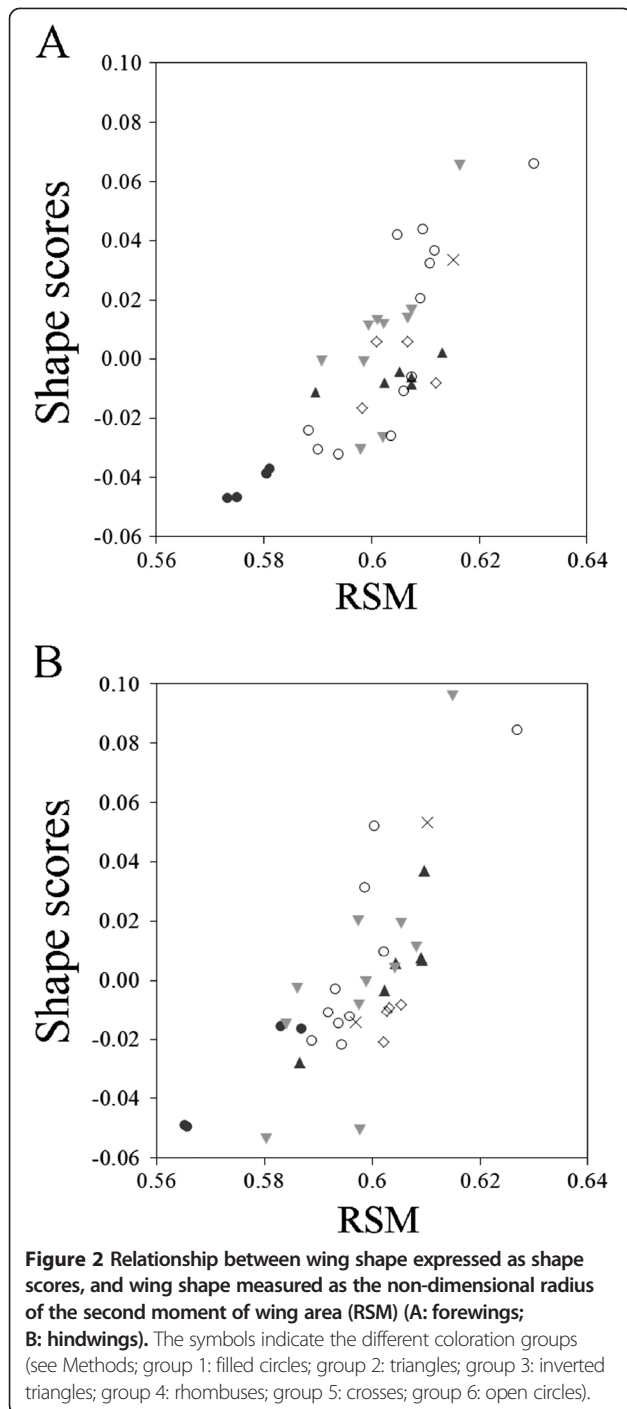 A
0.10
0.08
0.06
0.04
0.02
0.00
-0.02
-0.04
-0.06
Shape scores
0.56 0.58 0.6 0.62 0.64
RSM
B
0.10
0.08
0.06
0.04
0.02
0.00
-0.02
-0.04
-0.06
Shape scores
0.56 0.58 0.6 0.62 0.64
RSM
Figure 2 Relationship between wing shape expressed as shape
scores, and wing shape measured as the non-dimensional radius
of the second moment of wing area (RSM) (A: forewings;
B: hindwings). The symbols indicate the different coloration groups
(see Methods; group 1: filled circles; group 2: triangles; group 3: inverted
triangles; group 4: rhombuses; group 5: crosses; group 6: open circles).